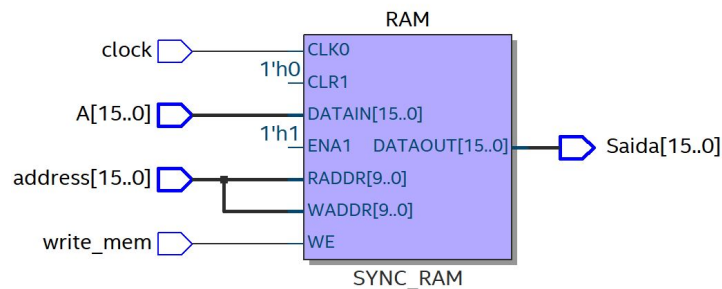 RAM
clock
CLK0
1'h0
CLR1
A[15..0]
DATAIN[15..0]
1'h1
ENA1 DATAOUT[15..0]
Saida[15..0]
address[15..0]
RADDR[9..0]
WADDR[9..0]
write_mem
WE
SYNC_RAM